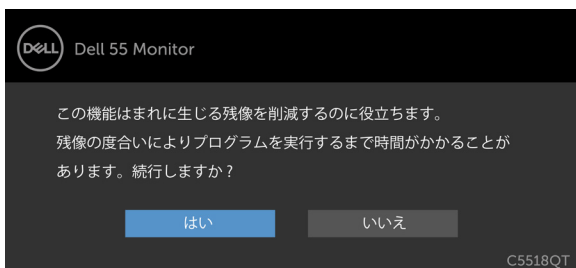 DELL Dell 55 Monitor
この機能はまれに生じる残像を削減するのに役立ちます。
残像の度合いによりプログラムを実行するまで時間がかかることが
あります。続行しますか?
はい いいえ
C5518QT